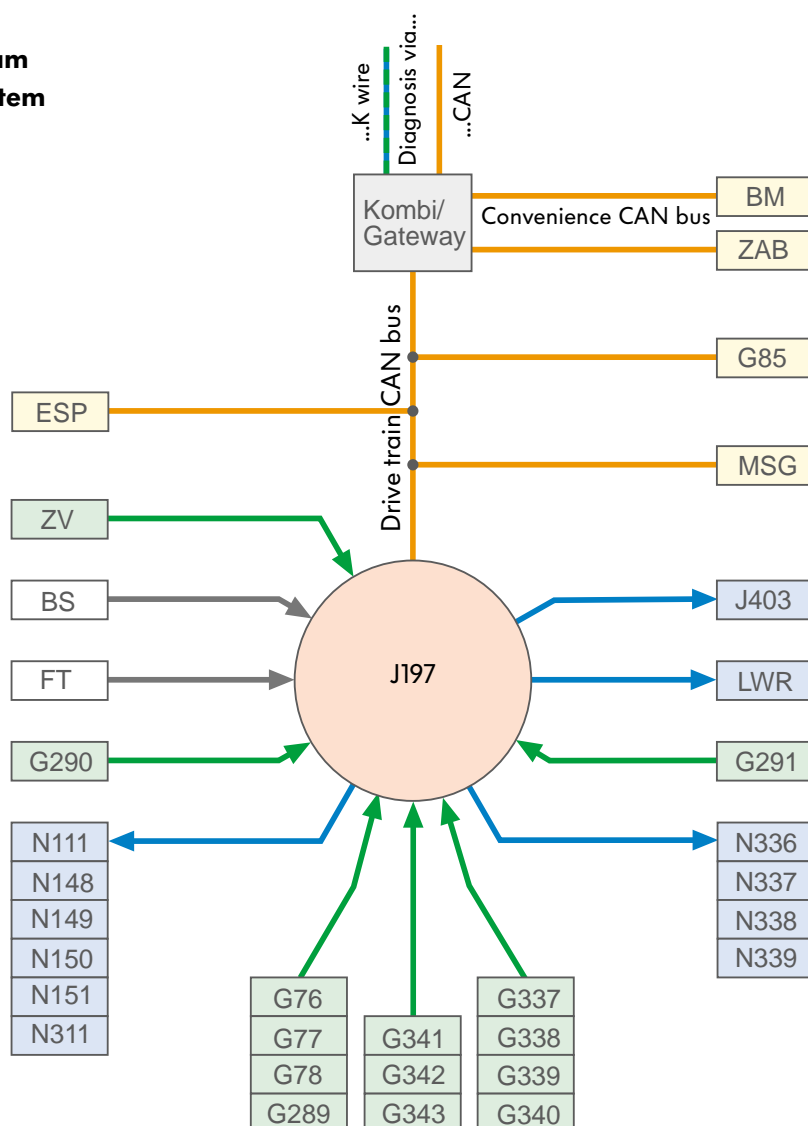 um
tem
...K wire
Diagnosis via...
...CAN
Kombi/
Gateway
Convenience CAN bus
BM
ZAB
Drive train CAN bus
G85
ESP
MSG
ZV
BS
FT
G290
J197
J403
LWR
G291
N111
N148
N149
N150
N151
N311
N336
N337
N338
N339
G76
G77
G78
G289
G341
G342
G343
G337
G338
G339
G340